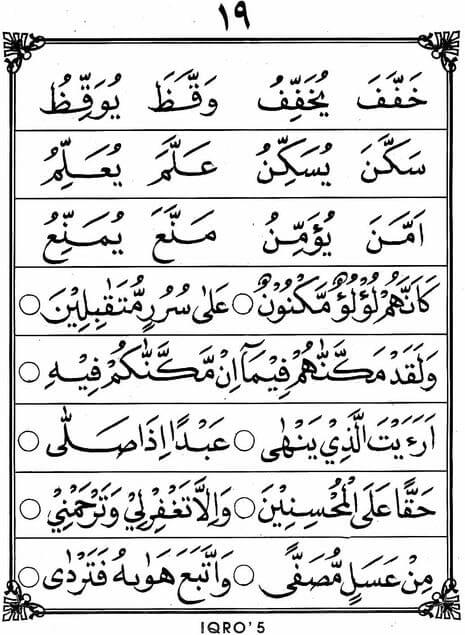 ١٩
خَفَّفَ يُخَفِّفُ وَقَّظَ يُوَقِّظُ
سَكَّنَ يُسَكِّنُ عَلَّمَ يُعَلِّمُ
اَمَّنَ يُؤَمِّنُ مَنَّعَ يُمَنِّعُ
كَاَنَّهُمْ لُؤْلُؤٌ مَّكْنُوْنٌ ○ عَلٰى سُرُرٍ مُّتَقٰبِلِيْنَ ○
وَلَقَدْ مَكَّنّٰهُمْ فِيْمَآ اِنْ مَّكَّنّٰكُمْ فِيْهِ ○
اَرَءَيْتَ الَّذِيْ يَنْهٰى ○ عَبْدًا اِذَا صَلّٰى ○
حَقًّا عَلَى الْمُحْسِنِيْنَ ○ وَاِلَّا تَغْفِرْلِيْ وَتَرْحَمْنِيْ ○
مِنْ عَسَلٍ مُّصَفًّى ○ وَاتَّبَعَ هَوٰىهُ فَتَرْدٰى ○
IQRO'5